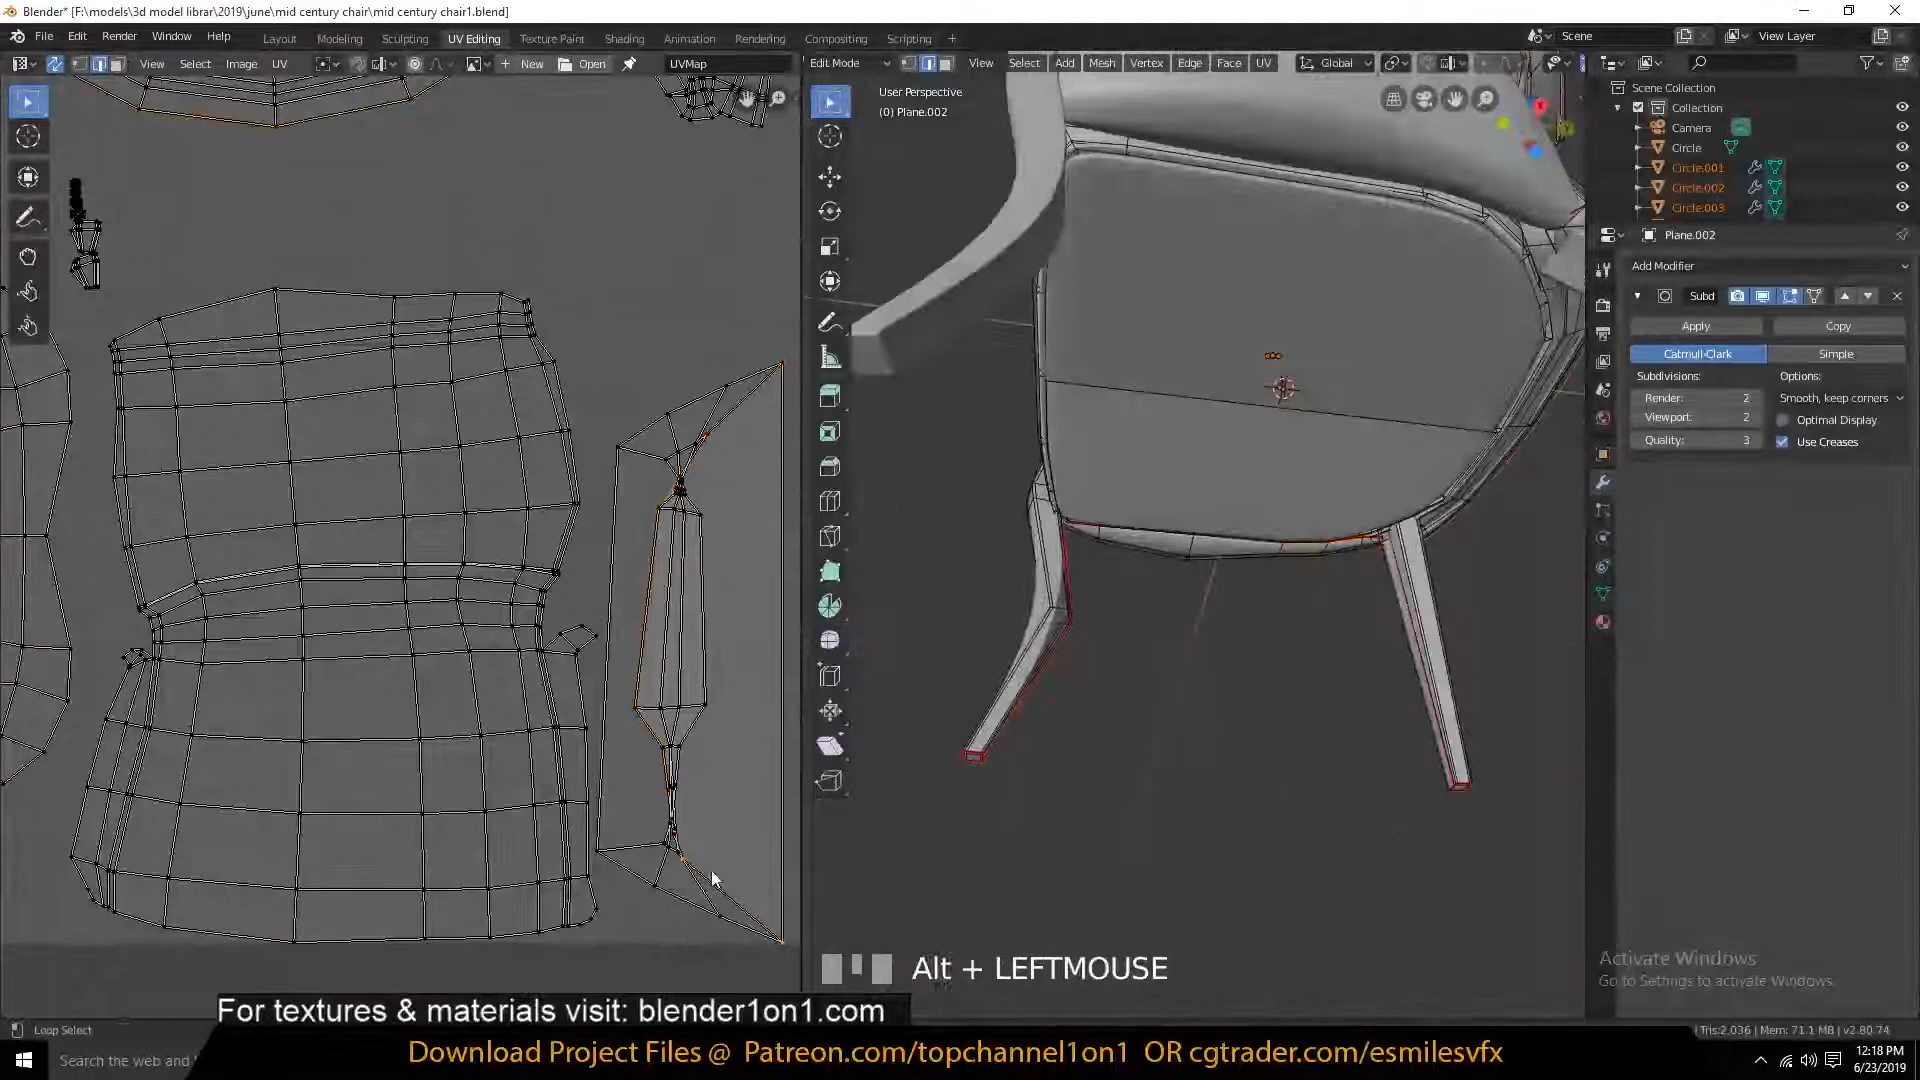 Blender* [F:\models\3d model librar\2019\june\mid century chair\mid century chair1.blend]
File Edit Render Window Help Layout Modeling Sculpting UV Editing Texture Paint Shading Animation Rendering Compositing Scripting + Scene View Layer
View Select Image UV New Open UVMap Edit Mode View Select Add Mesh Vertex Edge Face UV Global
User Perspective
(0) Plane.002
Scene Collection
Collection
Camera
Circle
Circle.001
Circle.002
Circle.003
Plane.002
Add Modifier
Subd
Apply Copy
Catmull-Clark Simple
Subdivisions: Options:
Render: 2 Smooth, keep corners
Viewport: 2 Optimal Display
Quality: 3 Use Creases
Alt + LEFTMOUSE
Activate Windows
Go to Settings to activate Windows.
For textures & materials visit: blender1on1.com
Loop Select
Tris:2,036 | Mem: 71.1 MB | v2.80.74
Search the web and
Download Project Files @ Patreon.com/topchannel1on1 OR cgtrader.com/esmilesvfx
12:18 PM
6/23/2019